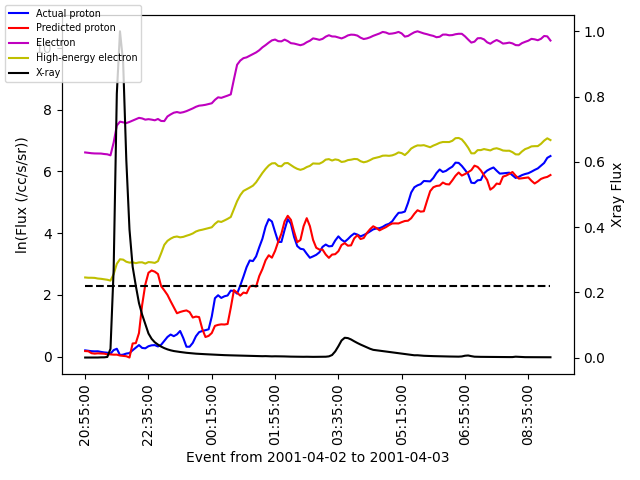 Actual proton
Predicted proton
Electron
High-energy electron
X-ray
10
8
6
4
2
0
ln(Flux (/cc/s/sr))
1.0
0.8
0.6
0.4
0.2
0.0
Xray Flux
20:55:00
22:35:00
00:15:00
01:55:00
03:35:00
05:15:00
06:55:00
08:35:00
Event from 2001-04-02 to 2001-04-03